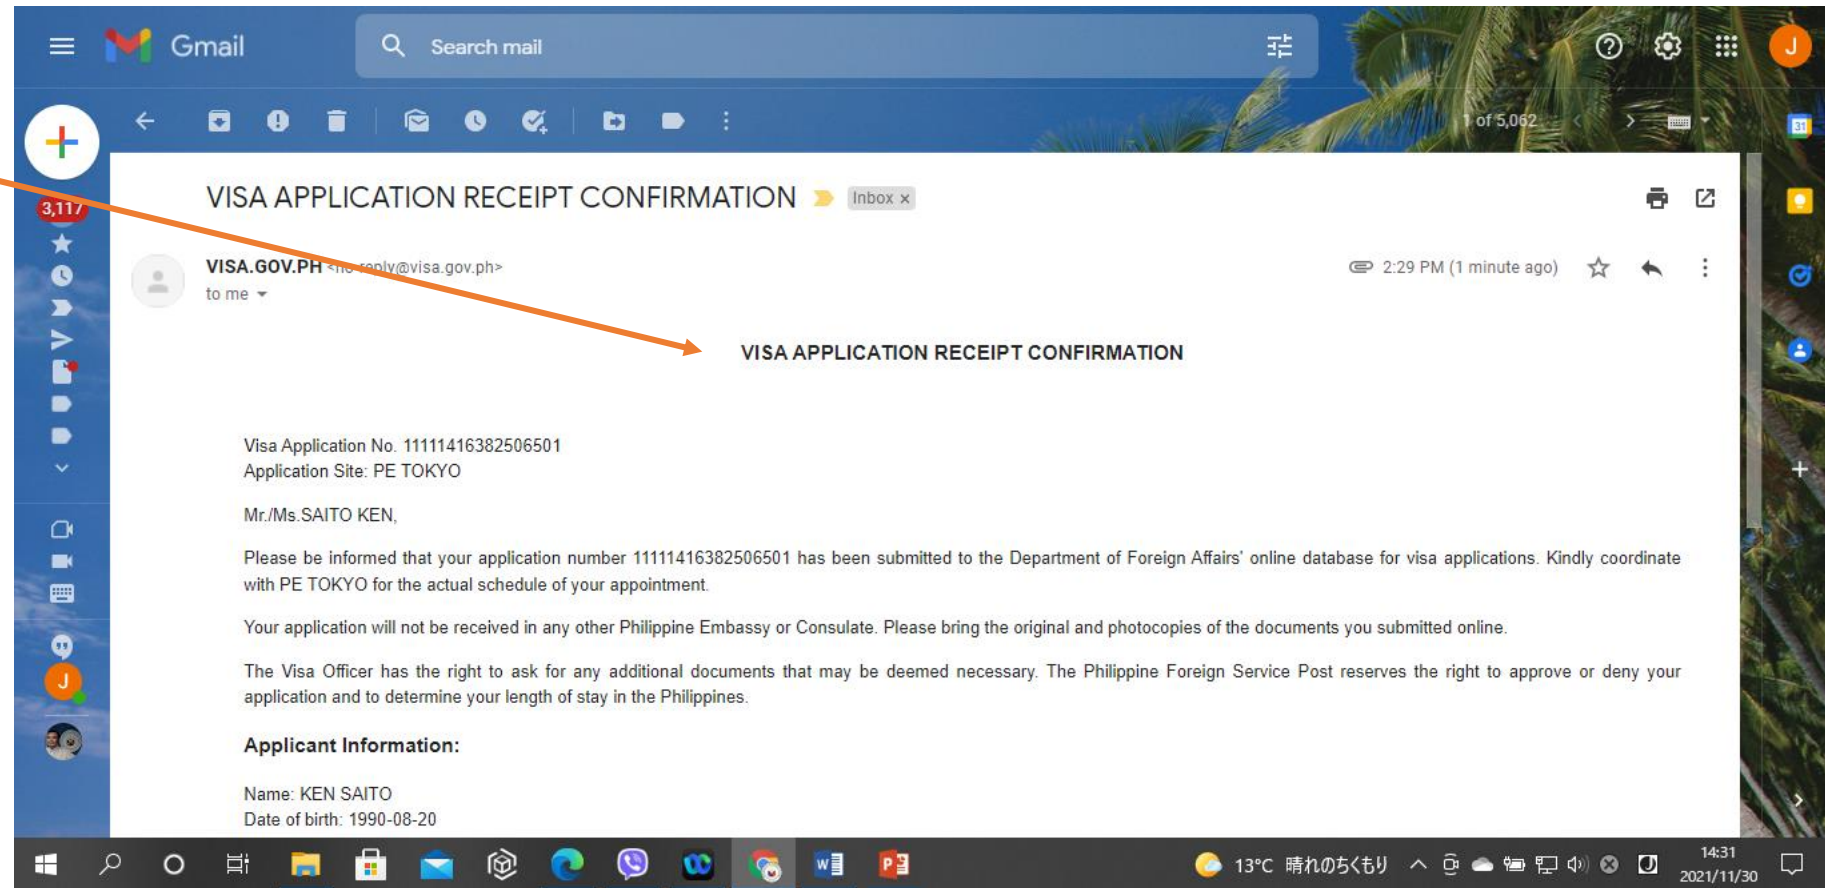 Gmail
Search mail
1 of 5,062
31
3,117
VISA APPLICATION RECEIPT CONFIRMATION
Inbox x
VISA.GOV.PH <no-reply@visa.gov.ph>
2:29 PM (1 minute ago)
to me
VISA APPLICATION RECEIPT CONFIRMATION
Visa Application No. 11111416382506501
Application Site: PE TOKYO
Mr./Ms.SAITO KEN,
Please be informed that your application number 11111416382506501 has been submitted to the Department of Foreign Affairs' online database for visa applications. Kindly coordinate
with PE TOKYO for the actual schedule of your appointment.
Your application will not be received in any other Philippine Embassy or Consulate. Please bring the original and photocopies of the documents you submitted online.
The Visa Officer has the right to ask for any additional documents that may be deemed necessary. The Philippine Foreign Service Post reserves the right to approve or deny your
application and to determine your length of stay in the Philippines.
Applicant Information:
Name: KEN SAITO
Date of birth: 1990-08-20
J
J
13°C 晴れのちくもり
14:31
2021/11/30